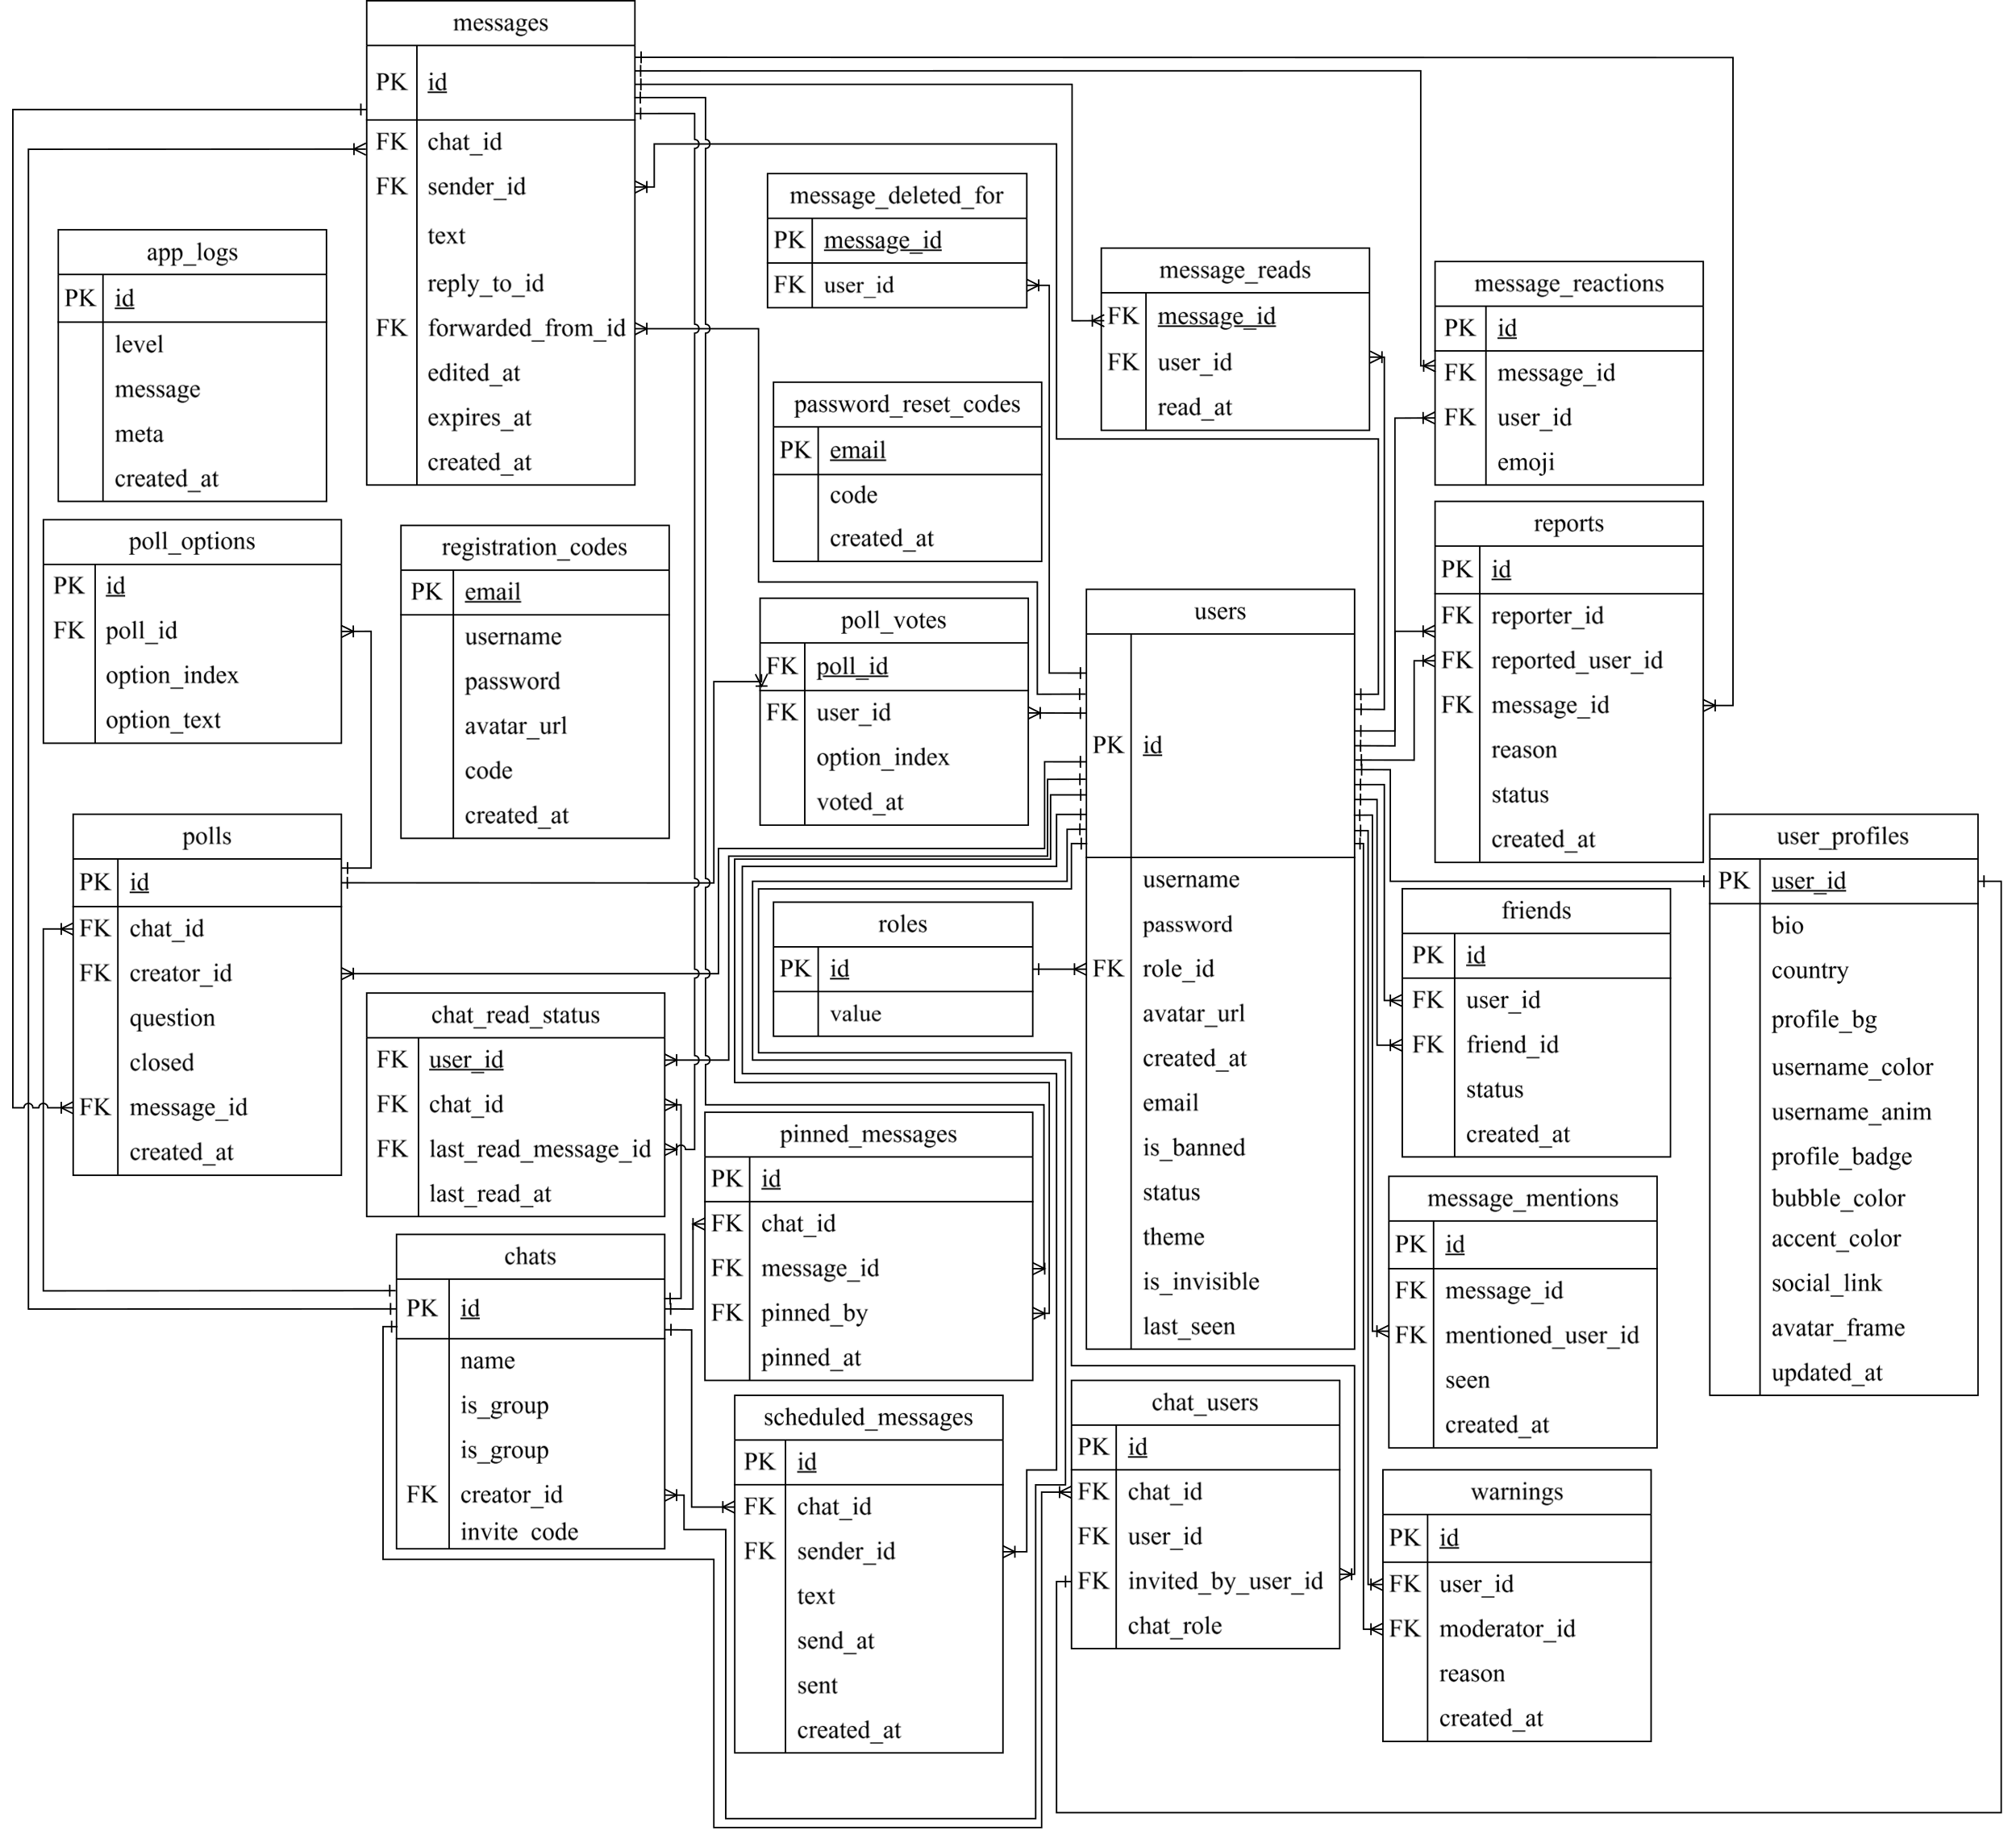 messages
PK id
FK chat_id
FK sender_id
text
reply_to_id
FK forwarded_from_id
edited_at
expires_at
created_at
app_logs
PK id
level
message
meta
created_at
message_deleted_for
PK message_id
FK user_id
message_reads
FK message_id
FK user_id
read_at
message_reactions
PK id
FK message_id
FK user_id
emoji
password_reset_codes
PK email
code
created_at
poll_options
PK id
FK poll_id
option_index
option_text
registration_codes
PK email
username
password
avatar_url
code
created_at
poll_votes
FK poll_id
FK user_id
option_index
voted_at
users
PK id
username
password
FK role_id
avatar_url
created_at
email
is_banned
status
theme
is_invisible
last_seen
reports
PK id
FK reporter_id
FK reported_user_id
FK message_id
reason
status
created_at
polls
PK id
FK chat_id
FK creator_id
question
closed
FK message_id
created_at
user_profiles
PK user_id
bio
country
profile_bg
username_color
username_anim
profile_badge
bubble_color
accent_color
social_link
avatar_frame
updated_at
roles
PK id
value
friends
PK id
FK user_id
FK friend_id
status
created_at
chat_read_status
FK user_id
FK chat_id
FK last_read_message_id
last_read_at
pinned_messages
PK id
FK chat_id
FK message_id
FK pinned_by
pinned_at
message_mentions
PK id
FK message_id
FK mentioned_user_id
seen
created_at
chats
PK id
name
is_group
is_group
FK creator_id
invite_code
scheduled_messages
PK id
FK chat_id
FK sender_id
text
send_at
sent
created_at
chat_users
PK id
FK chat_id
FK user_id
FK invited_by_user_id
chat_role
warnings
PK id
FK user_id
FK moderator_id
reason
created_at